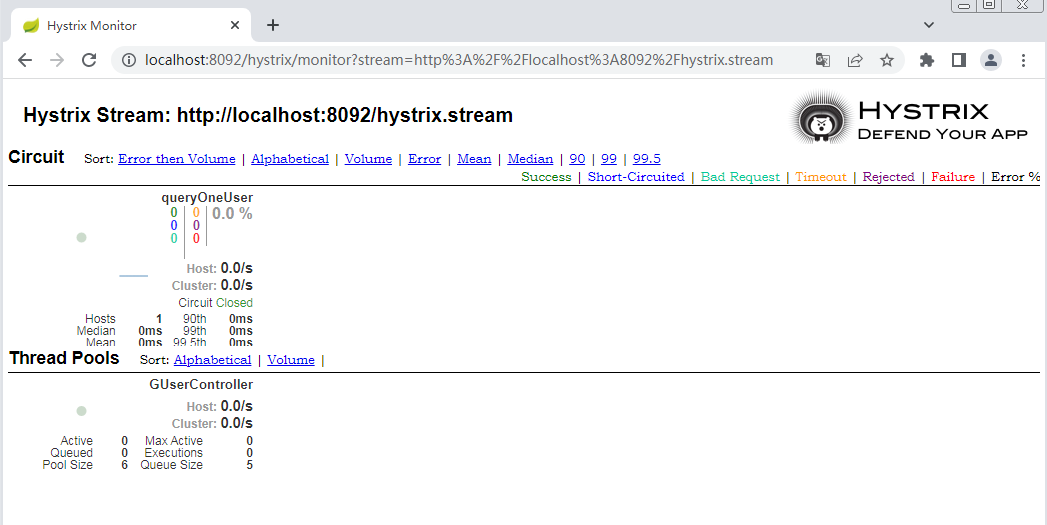 Hystrix Monitor
localhost:8092/hystrix/monitor?stream=http%3A%2F%2Flocalhost%3A8092%2Fhystrix.stream
Hystrix Stream: http://localhost:8092/hystrix.stream
HYSTRIX
DEFEND YOUR APP
Circuit Sort: Error then Volume | Alphabetical | Volume | Error | Mean | Median | 90 | 99 | 99.5
Success | Short-Circuited | Bad Request | Timeout | Rejected | Failure | Error %
queryOneUser
0 0 0.0 %
0 0
0 0
Host: 0.0/s
Cluster: 0.0/s
Circuit Closed
Hosts 1 90th 0ms
Median 0ms 99th 0ms
Mean 0ms 99.5th 0ms
Thread Pools Sort: Alphabetical | Volume |
GUserController
Host: 0.0/s
Cluster: 0.0/s
Active 0 Max Active 0
Queued 0 Executions 0
Pool Size 6 Queue Size 5